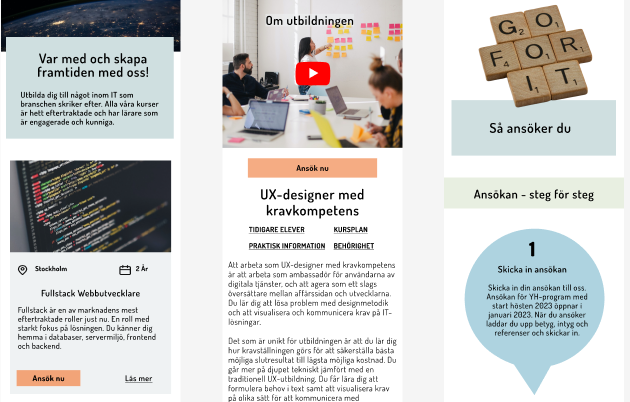 Var med och skapa
framtiden med oss!
Utbilda dig till något inom IT som
branschen skriker efter. Alla våra kurser
är hett eftertraktade och har lärare som
är engagerade och kunniga.
Stockholm
2 År
Fullstack Webbutvecklare
Fullstack är en av marknadens mest
eftertraktade roller just nu. En roll med
starkt fokus på lösningen. Du känner dig
hemma i databaser, servermiljö, frontend
och backend.
Ansök nu
Läs mer
Om utbildningen
Ansök nu
UX-designer med
kravkompetens
TIDIGARE ELEVER
KURSPLAN
PRAKTISK INFORMATION
BEHÖRIGHET
Att arbeta som UX-designer med kravkompetens
är att arbeta som ambassadör för användarna av
digitala tjänster, och att agera som ett slags
översättare mellan affärssidan och utvecklarna.
Du lär dig att lösa problem med designmetodik
och att visualisera och kommunicera krav på IT-
lösningar.
Det som är unikt för utbildningen är att du lär dig
hur kravställningen görs för att säkerställa bästa
möjliga slutresultat till lägsta möjliga kostnad. Du
går mer på djupet tekniskt jämfört med en
traditionell UX-utbildning. Du får lära dig att
formulera behov i text samt att visualisera krav
på olika sätt för att kommunicera med
G2O1
F4O1R1
I1T1
Så ansöker du
Ansökan - steg för steg
1
Skicka in ansökan
Skicka in din ansökan till oss.
Ansökan för YH-program med
start hösten 2023 öppnar i
januari 2023. När du ansöker
laddar du upp betyg, intyg och
referenser och skickar in.